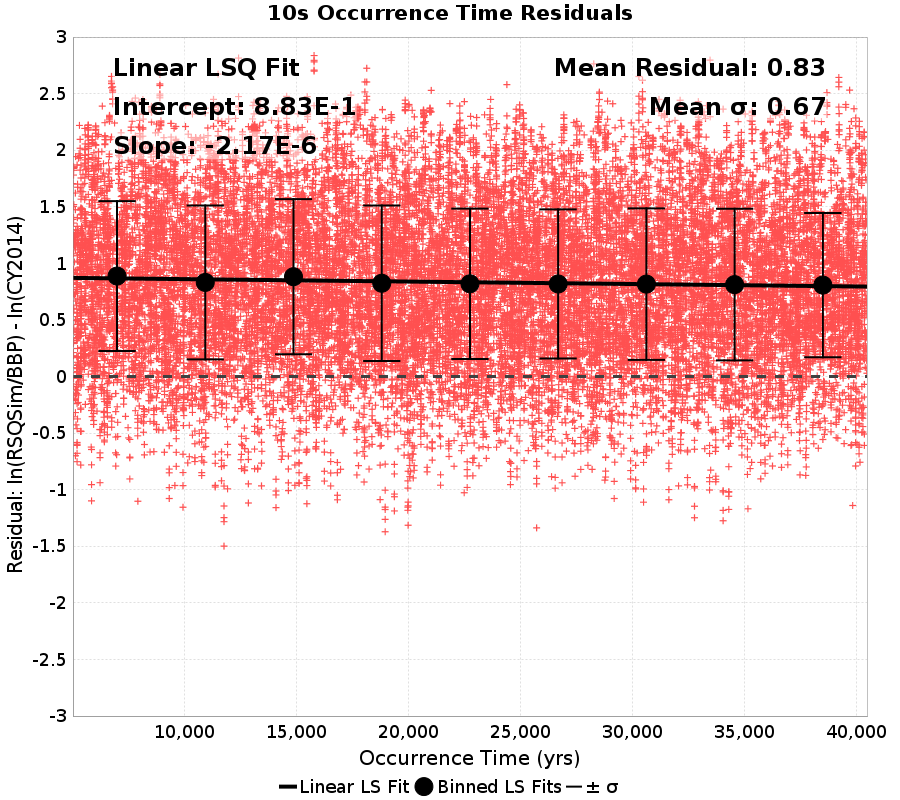 10s Occurrence Time Residuals
Linear LSQ Fit
Intercept: 8.83E-1
Slope: -2.17E-6
Mean Residual: 0.83
Mean σ: 0.67
Residual: ln(RSQSim/BBP) - ln(CY2014)
3
2.5
2
1.5
1
0.5
0
-0.5
-1
-1.5
-2
-2.5
-3
10,000 15,000 20,000 25,000 30,000 35,000 40,000
Occurrence Time (yrs)
Linear LS Fit Binned LS Fits ± σ